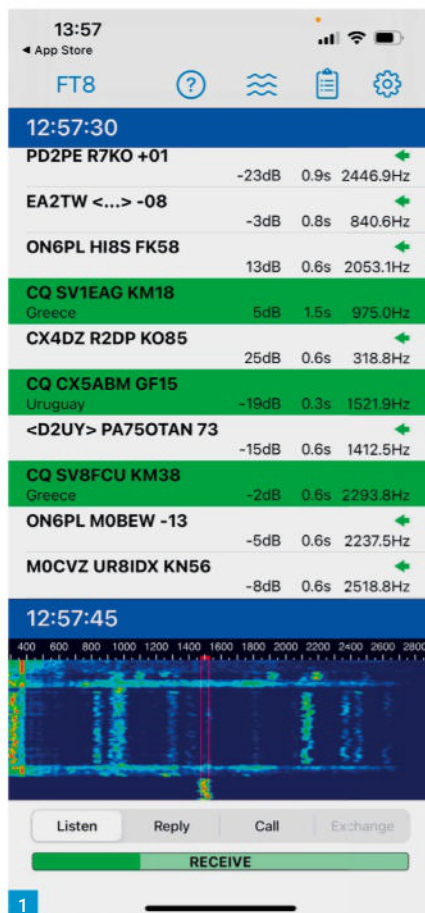 13:57
◄ App Store
FT8
12:57:30
PD2PE R7KO +01
-23dB 0.9s 2446.9Hz
EA2TW <...> -08
-3dB 0.8s 840.6Hz
ON6PL HI8S FK58
13dB 0.6s 2053.1Hz
CQ SV1EAG KM18
Greece 5dB 1.5s 975.0Hz
CX4DZ R2DP KO85
25dB 0.6s 318.8Hz
CQ CX5ABM GF15
Uruguay -19dB 0.3s 1521.9Hz
<D2UY> PA75OTAN 73
-15dB 0.6s 1412.5Hz
CQ SV8FCU KM38
Greece -2dB 0.6s 2293.8Hz
ON6PL M0BEW -13
-5dB 0.6s 2237.5Hz
M0CVZ UR8IDX KN56
-8dB 0.6s 2518.8Hz
12:57:45
400 600 800 1000 1200 1400 1600 1800 2000 2200 2400 2600 2800
Listen Reply Call Exchange
RECEIVE
1